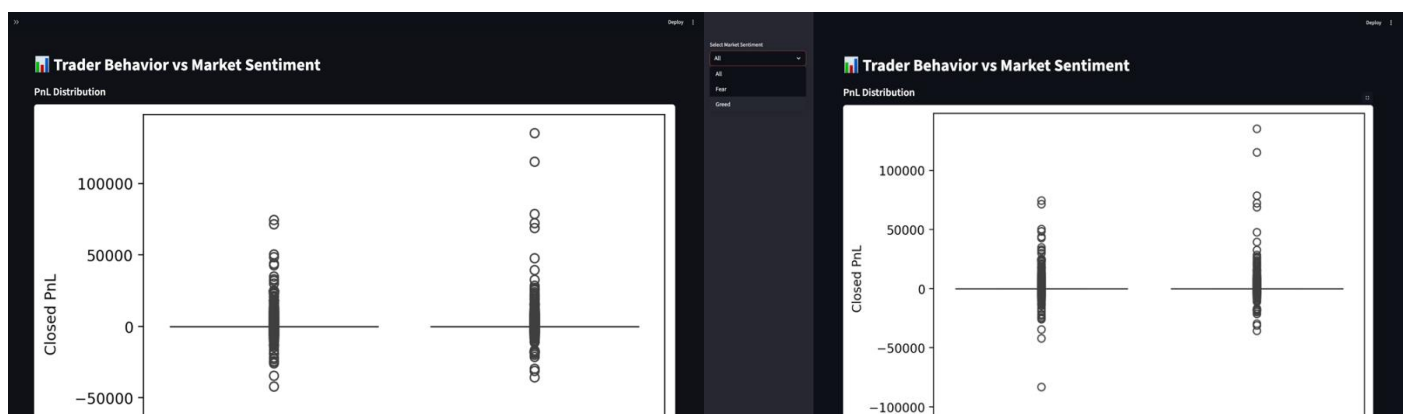 Deploy
Trader Behavior vs Market Sentiment
PnL Distribution
100000
50000
0
−50000
Closed PnL
Select Market Sentiment
All
All
Fear
Greed
Deploy
Trader Behavior vs Market Sentiment
PnL Distribution
100000
50000
0
−50000
−100000
Closed PnL